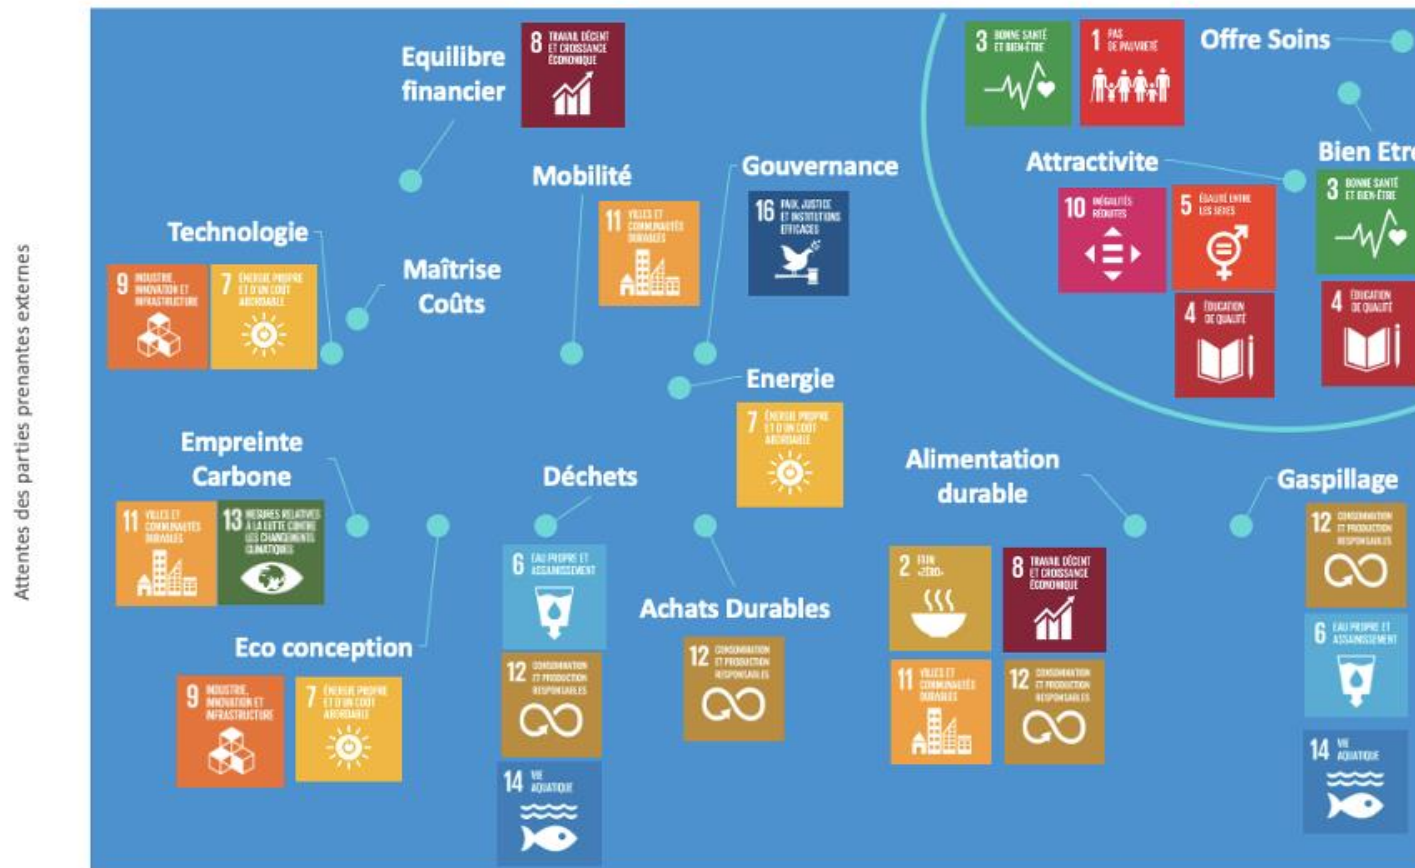 Attentes des parties prenantes externes
Equilibre
financier
8 TRAVAIL DÉCENT
ET CROISSANCE
ÉCONOMIQUE
3 BONNE SANTÉ
ET BIEN-ÊTRE
1 PAS
DE PAUVRETÉ
Offre Soins
Mobilité
11 VILLES ET
COMMUNAUTÉS
DURABLES
Gouvernance
16 PAIX, JUSTICE
ET INSTITUTIONS
EFFICACES
Attractivite
10 INÉGALITÉS
RÉDUITES
5 ÉGALITÉ ENTRE
LES SEXES
4 ÉDUCATION
DE QUALITÉ
Bien Etre
3 BONNE SANTÉ
ET BIEN-ÊTRE
4 ÉDUCATION
DE QUALITÉ
Technologie
9 INDUSTRIE,
INNOVATION ET
INFRASTRUCTURE
7 ÉNERGIE PROPRE
ET D'UN COÛT
ABORDABLE
Maîtrise
Coûts
Energie
7 ÉNERGIE PROPRE
ET D'UN COÛT
ABORDABLE
Empreinte
Carbone
11 VILLES ET
COMMUNAUTÉS
DURABLES
13 MESURES RELATIVES
À LA LUTTE CONTRE
LES CHANGEMENTS
CLIMATIQUES
Déchets
6 EAU PROPRE ET
ASSAINISSEMENT
12 CONSOMMATION
ET PRODUCTION
RESPONSABLES
14 VIE
AQUATIQUE
Alimentation
durable
2 FAIM
«ZÉRO»
8 TRAVAIL DÉCENT
ET CROISSANCE
ÉCONOMIQUE
11 VILLES ET
COMMUNAUTÉS
DURABLES
12 CONSOMMATION
ET PRODUCTION
RESPONSABLES
Gaspillage
12 CONSOMMATION
ET PRODUCTION
RESPONSABLES
6 EAU PROPRE ET
ASSAINISSEMENT
14 VIE
AQUATIQUE
Eco conception
9 INDUSTRIE,
INNOVATION ET
INFRASTRUCTURE
7 ÉNERGIE PROPRE
ET D'UN COÛT
ABORDABLE
Achats Durables
12 CONSOMMATION
ET PRODUCTION
RESPONSABLES